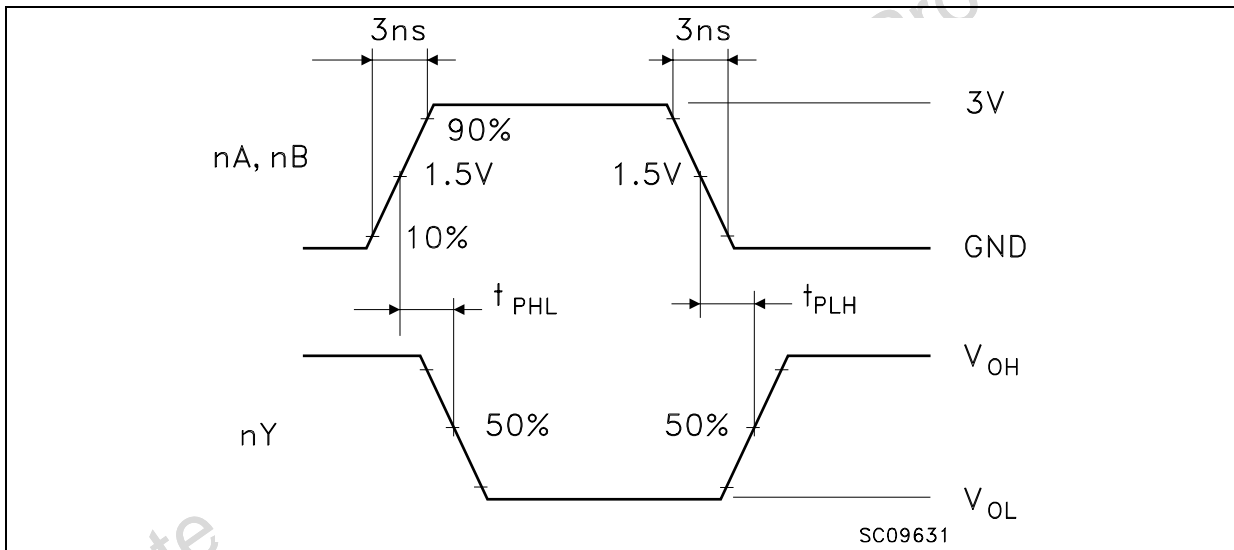 3ns 3ns
3V
90%
nA, nB
1.5V 1.5V
10%
GND
t PHL tPLH
VOH
50% 50%
nY
VOL
SC09631